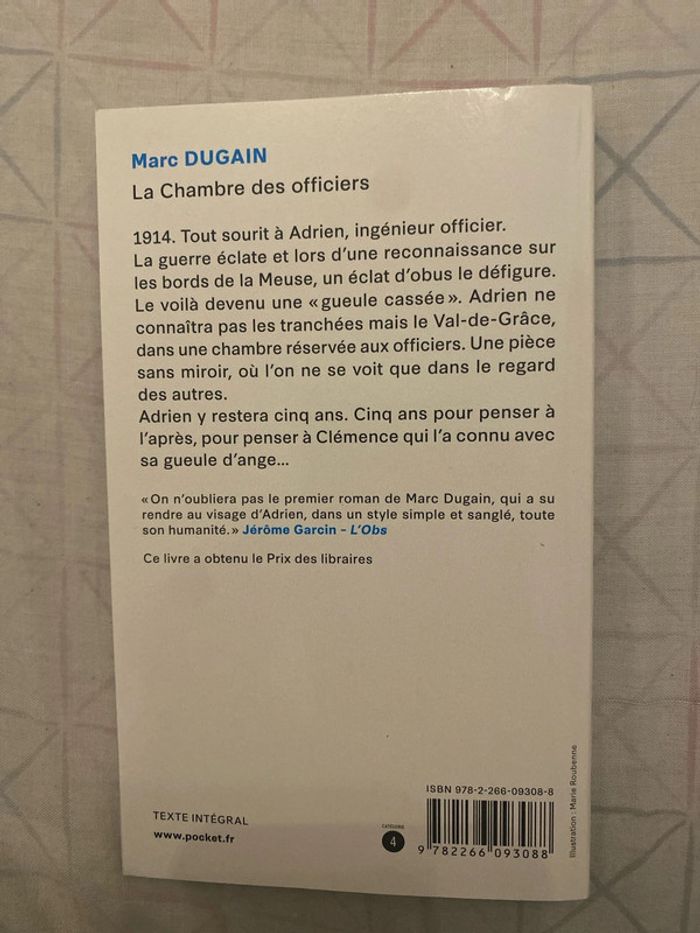 Marc DUGAIN
La Chambre des officiers
1914. Tout sourit à Adrien, ingénieur officier.
La guerre éclate et lors d'une reconnaissance sur
les bords de la Meuse, un éclat d'obus le défigure.
Le voilà devenu une « gueule cassée ». Adrien ne
connaîtra pas les tranchées mais le Val-de-Grâce,
dans une chambre réservée aux officiers. Une pièce
sans miroir, où l'on ne se voit que dans le regard
des autres.
Adrien y restera cinq ans. Cinq ans pour penser à
l'après, pour penser à Clémence qui l'a connu avec
sa gueule d'ange...
« On n'oubliera pas le premier roman de Marc Dugain, qui a su
rendre au visage d'Adrien, dans un style simple et sanglé, toute
son humanité. » Jérôme Garcin - L'Obs
Ce livre a obtenu le Prix des libraires
TEXTE INTÉGRAL
www.pocket.fr
CATÉGORIE
4
ISBN 978-2-266-09308-8
9 782266 093088
Illustration : Marie Roubenne